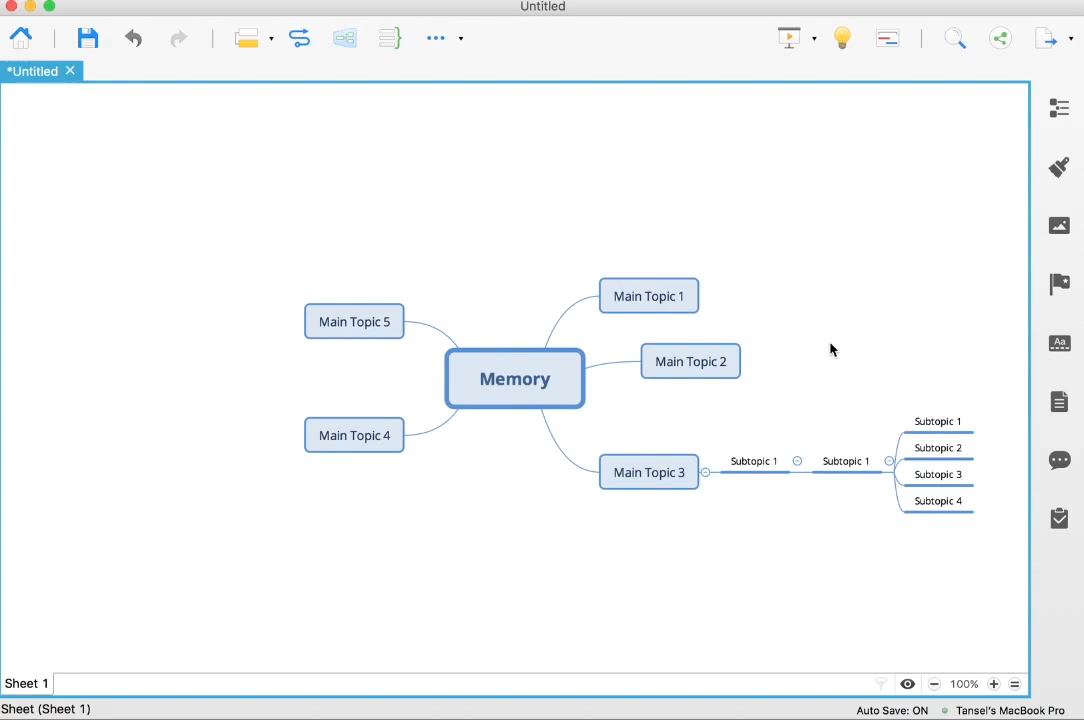 Untitled
*Untitled
Main Topic 5
Main Topic 4
Memory
Main Topic 1
Main Topic 2
Main Topic 3
Subtopic 1
Subtopic 1
Subtopic 1
Subtopic 2
Subtopic 3
Subtopic 4
Aa
Sheet 1
100%
Sheet (Sheet 1)
Auto Save: ON
Tansel's MacBook Pro